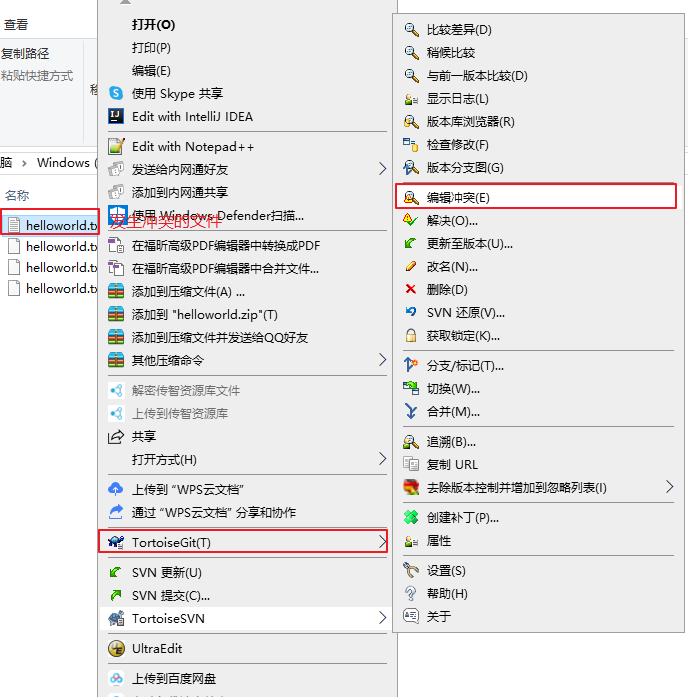 查看
复制路径
粘贴快捷方式
脑 > Windows (
名称
helloworld.tx
helloworld.tx
helloworld.tx
helloworld.tx
发生冲突的文件
打开(O)
打印(P)
编辑(E)
使用 Skype 共享
Edit with IntelliJ IDEA
Edit with Notepad++
发送给内网通好友
添加到内网通共享
使用 Windows Defender扫描...
在福昕高级PDF编辑器中转换成PDF
在福昕高级PDF编辑器中合并文件...
添加到压缩文件(A) ...
添加到 "helloworld.zip"(T)
添加到压缩文件并发送给QQ好友
其他压缩命令
解密传智资源库文件
上传到传智资源库
共享
打开方式(H)
上传到 “WPS云文档”
通过 “WPS云文档” 分享和协作
TortoiseGit(T)
SVN 更新(U)
SVN 提交(C)...
TortoiseSVN
UltraEdit
上传到百度网盘
比较差异(D)
稍候比较
与前一版本比较(D)
显示日志(L)
版本库浏览器(R)
检查修改(F)
版本分支图(G)
编辑冲突(E)
解决(O)...
更新至版本(U)...
改名(N)...
删除(D)
SVN 还原(V)...
获取锁定(K)...
分支/标记(T)...
切换(W)...
合并(M)...
追溯(B)...
复制 URL
去除版本控制并增加到忽略列表(I)
创建补丁(P)...
属性
设置(S)
帮助(H)
关于